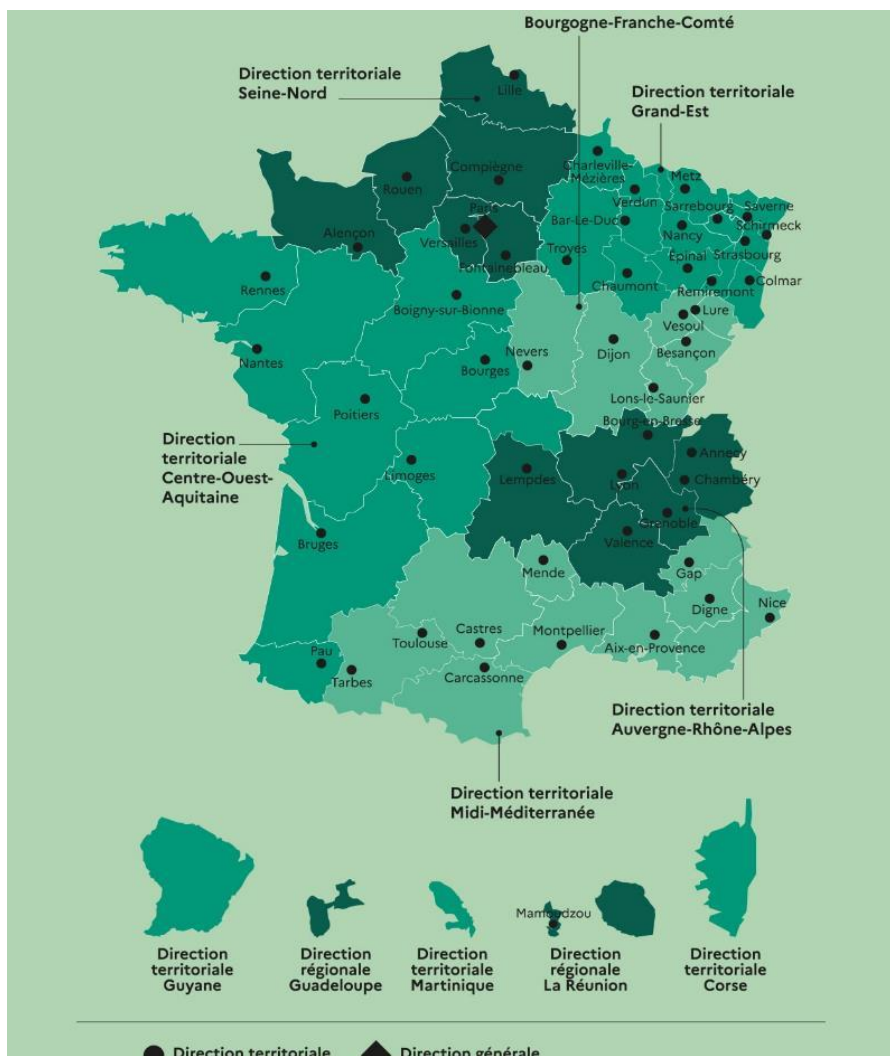 Bourgogne-Franche-Comté
Direction territoriale
Seine-Nord
Direction territoriale
Grand-Est
Lille
Charleville-
Mézières
Compiègne
Metz
Rouen
Verdun
Sarrebourg
Saverne
Paris
Bar-Le-Duc
Schirmeck
Alençon
Versailles
Nancy
Troyes
Strasbourg
Fontainebleau
Épinal
Rennes
Chaumont
Remiremont
Colmar
Boigny-sur-Bionne
Lure
Vesoul
Nevers
Dijon
Besançon
Nantes
Bourges
Lons-le-Saunier
Poitiers
Bourg-en-Bresse
Direction
territoriale
Centre-Ouest-
Aquitaine
Annecy
Limoges
Lempdes
Lyon
Chambéry
Grenoble
Bruges
Valence
Mende
Gap
Digne
Nice
Toulouse
Castres
Montpellier
Aix-en-Provence
Pau
Tarbes
Carcassonne
Direction territoriale
Auvergne-Rhône-Alpes
Direction territoriale
Midi-Méditerranée
Mamoudzou
Direction
territoriale
Guyane
Direction
régionale
Guadeloupe
Direction
territoriale
Martinique
Direction
régionale
La Réunion
Direction
territoriale
Corse
Direction territoriale
Direction générale